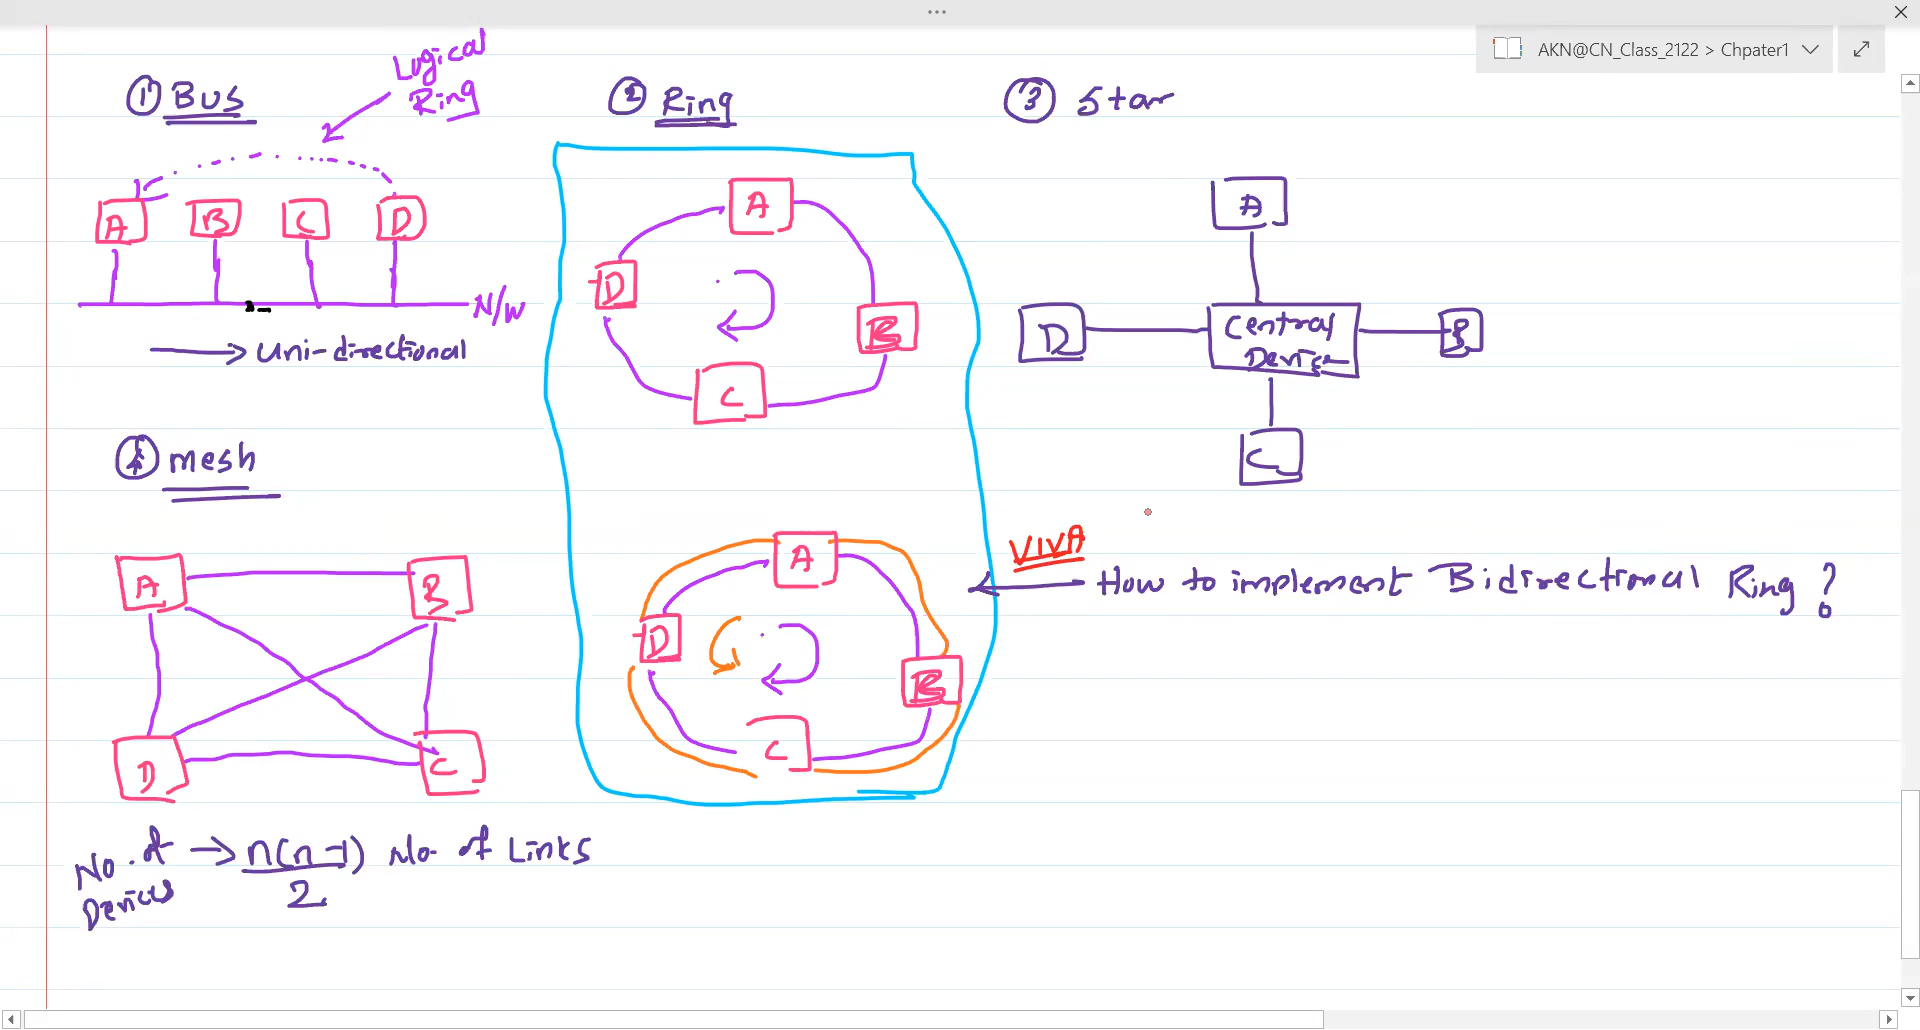 AKN@CN_Class_2122 > Chpater1
Logical
Ring
① Bus
② Ring
③ Star
A B C D
N/W
Uni-directional
A
D
B
C
A
D
Central
Device
B
C
④ mesh
A
B
D
C
No. of → n(n-1) No. of Links
Devices
2
A
D
B
C
VIVA
How to implement Bidirectional Ring ?